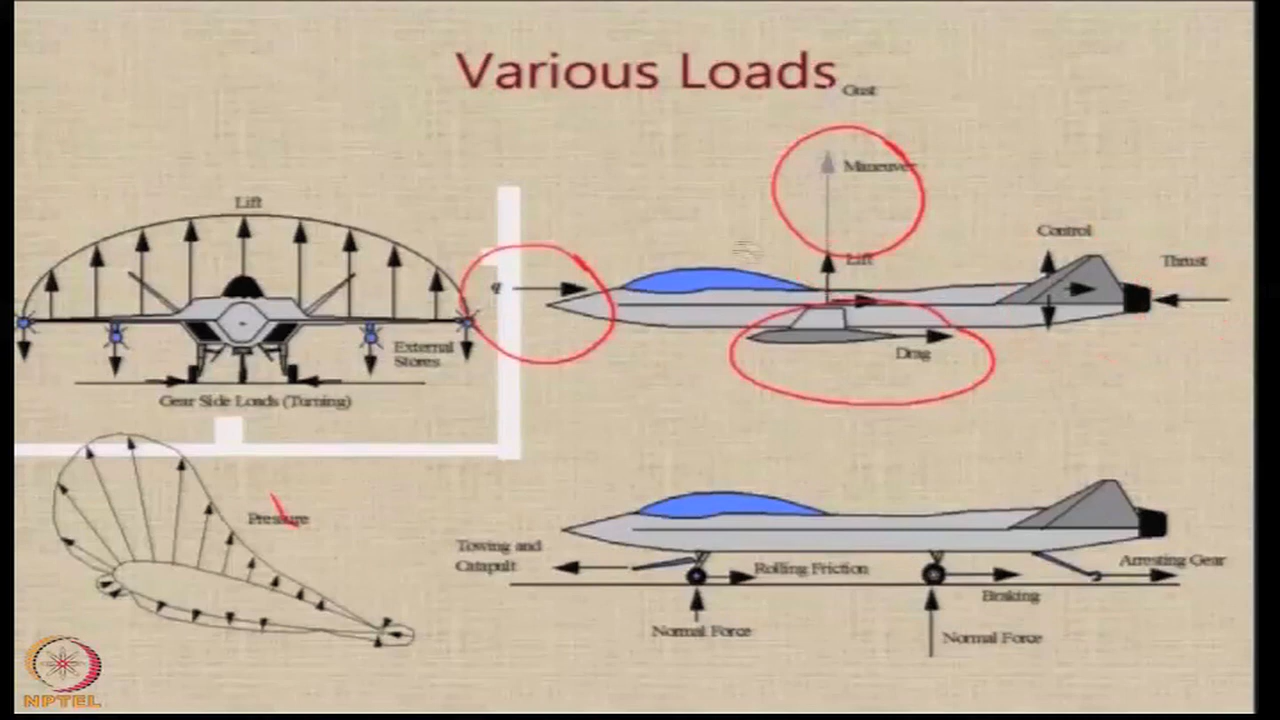 Various Loads
Gust
Maneuver
Lift
Control
Thrust
Lift
q
External
Stores
Drag
Gear Side Loads (Turning)
Pressure
Towing and
Catapult
Rolling Friction
Arresting Gear
Braking
Normal Force
Normal Force
NPTEL